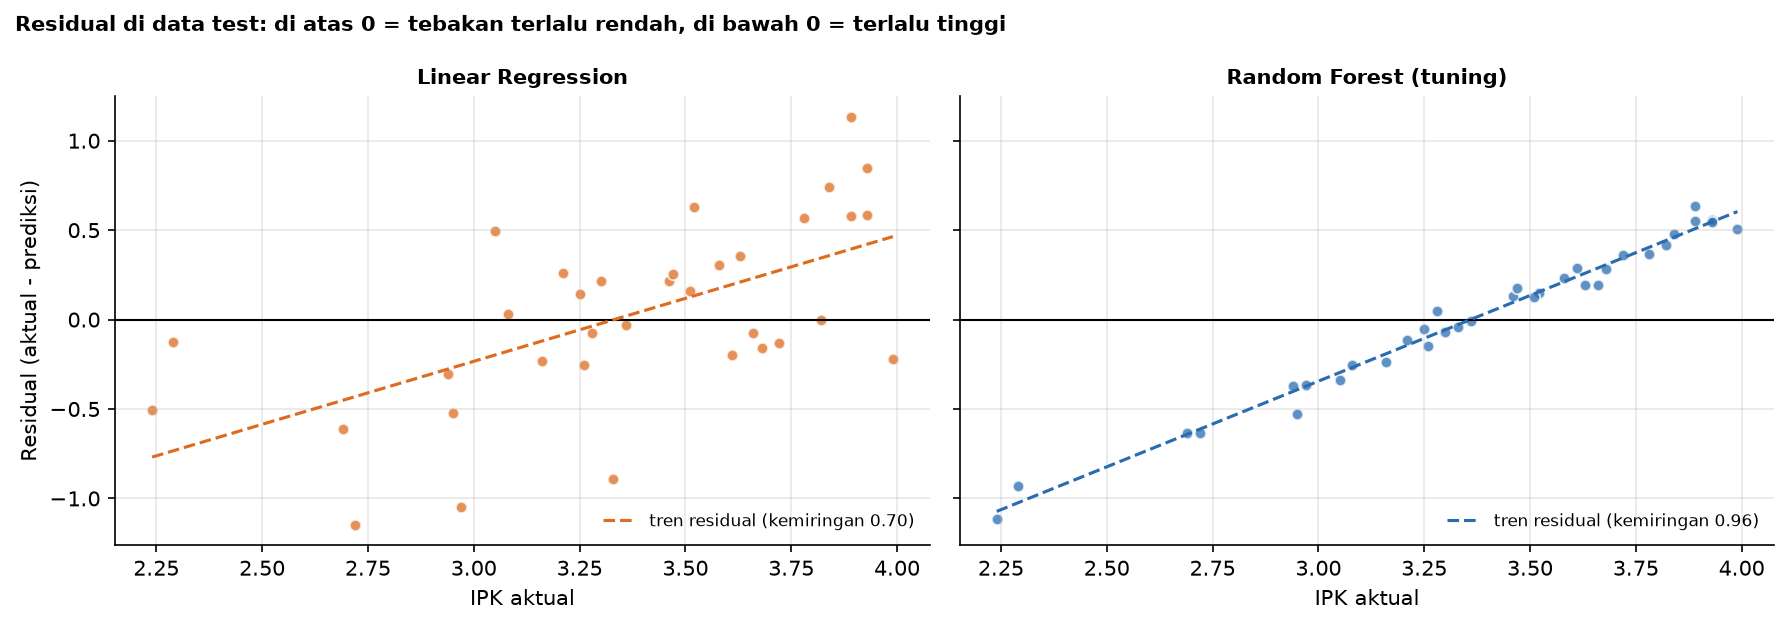 Residual di data test: di atas 0 = tebakan terlalu rendah, di bawah 0 = terlalu tinggi
Linear Regression
Residual (aktual - prediksi)
1.0
0.5
0.0
−0.5
−1.0
tren residual (kemiringan 0.70)
2.25 2.50 2.75 3.00 3.25 3.50 3.75 4.00
IPK aktual
Random Forest (tuning)
tren residual (kemiringan 0.96)
2.25 2.50 2.75 3.00 3.25 3.50 3.75 4.00
IPK aktual